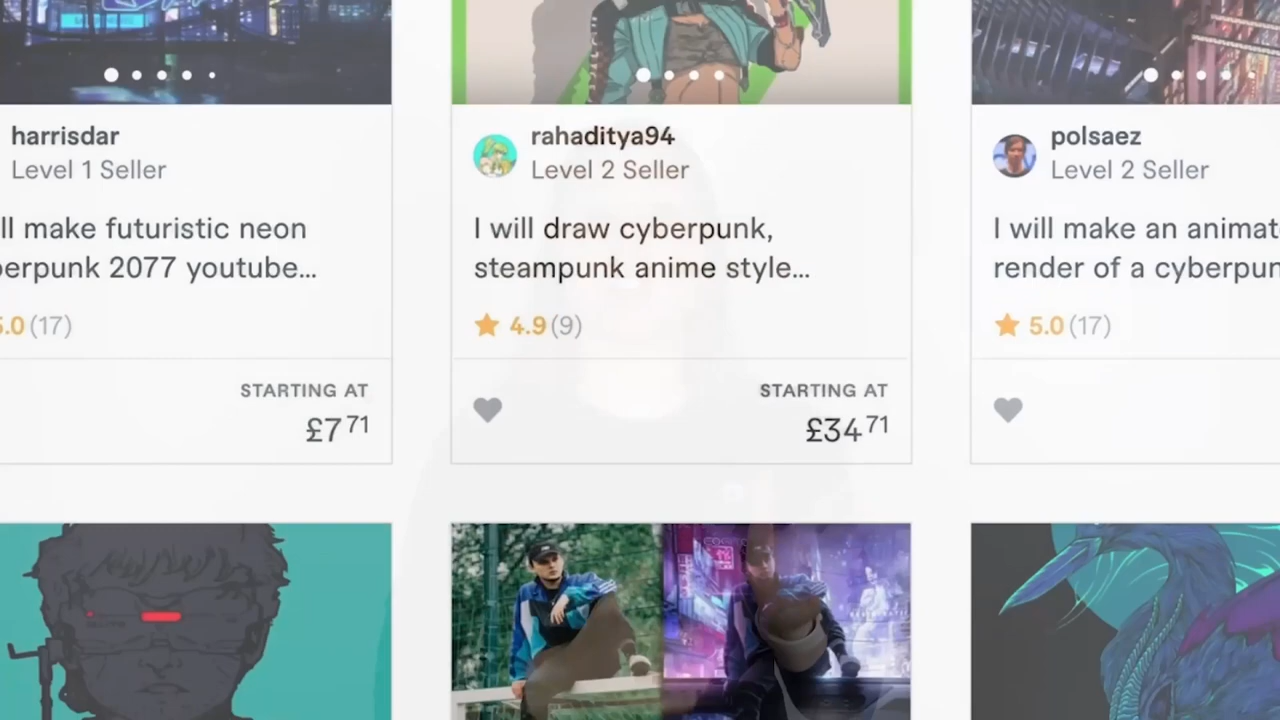 harrisdar
Level 1 Seller
ll make futuristic neon
perpunk 2077 youtube...
5.0 (17)
STARTING AT
£7 71
rahaditya94
Level 2 Seller
I will draw cyberpunk,
steampunk anime style...
4.9 (9)
STARTING AT
£34 71
polsaez
Level 2 Seller
I will make an animat
render of a cyberpun
5.0 (17)